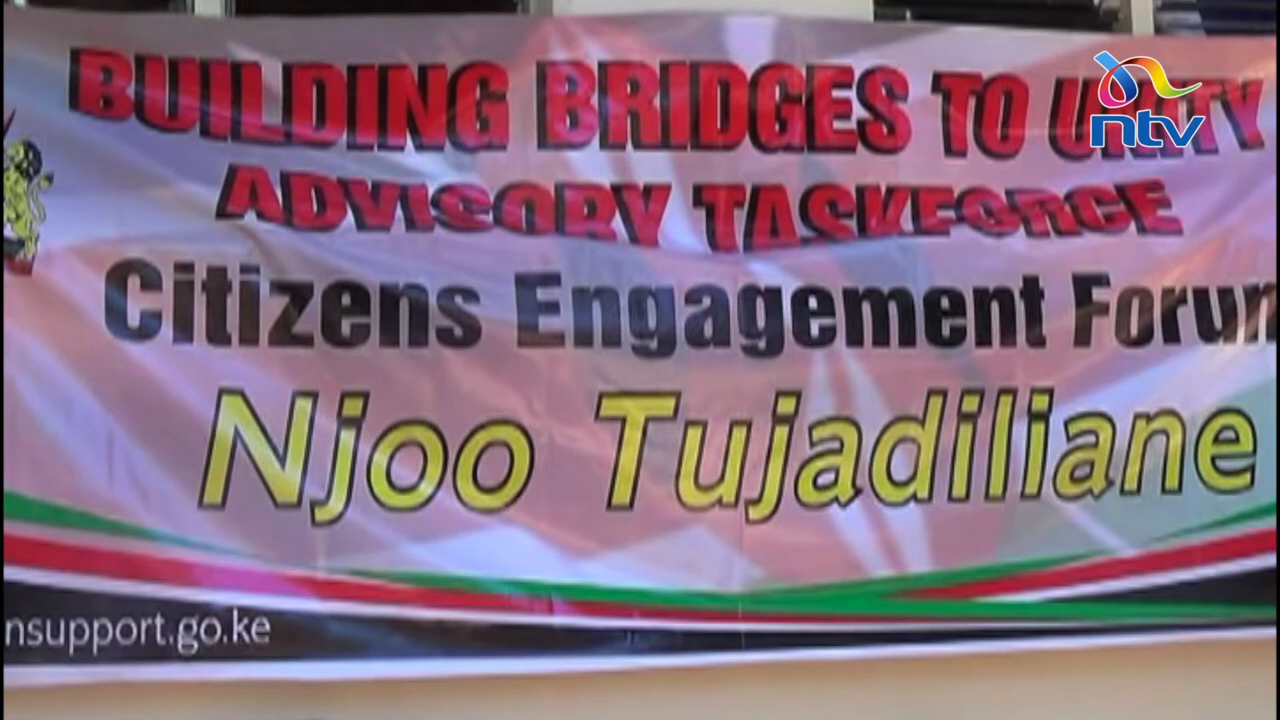 BUILDING BRIDGES TO UNITY
ntv
ADVISORY TASKFORCE
Citizens Engagement Forum
Njoo Tujadiliane
nsupport.go.ke